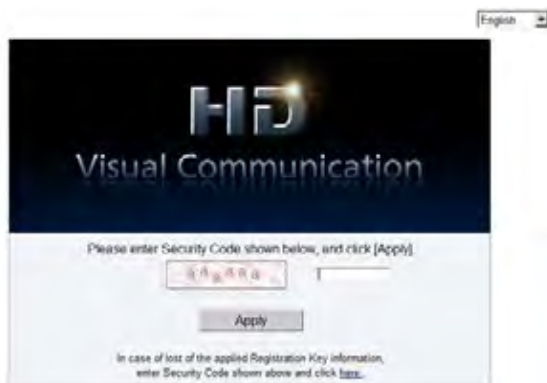 English
HD
Visual Communication
Please enter Security Code shown below, and click [Apply]
Apply
In case of lost of the applied Registration Key information,
enter Security Code shown above and click here.